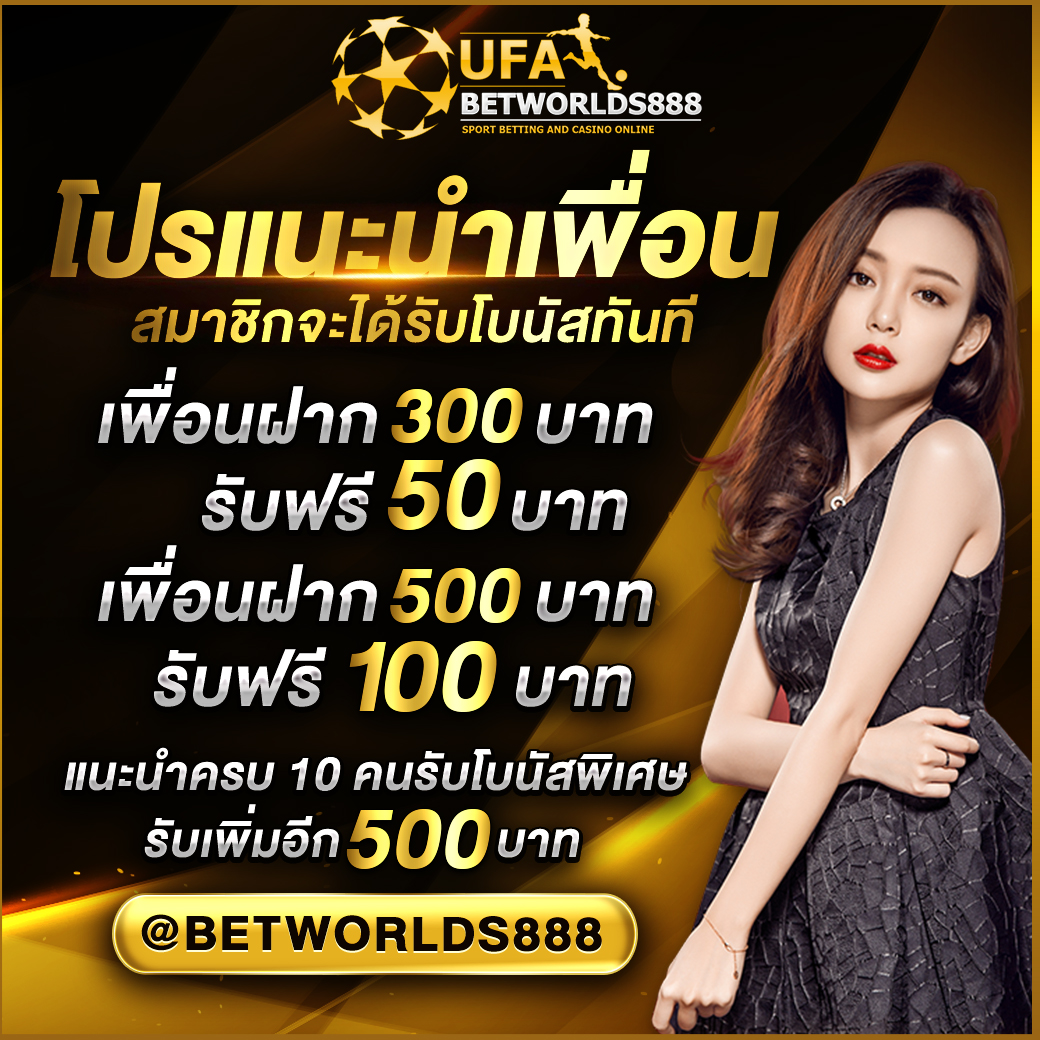 UFA
BETWORLDS888
SPORT BETTING AND CASINO ONLINE
โปรแนะนำเพื่อน
สมาชิกจะได้รับโบนัสทันที
เพื่อนฝาก 300 บาท
รับฟรี 50 บาท
เพื่อนฝาก 500 บาท
รับฟรี 100 บาท
แนะนำครบ 10 คนรับโบนัสพิเศษ
รับเพิ่มอีก 500 บาท
@BETWORLDS888